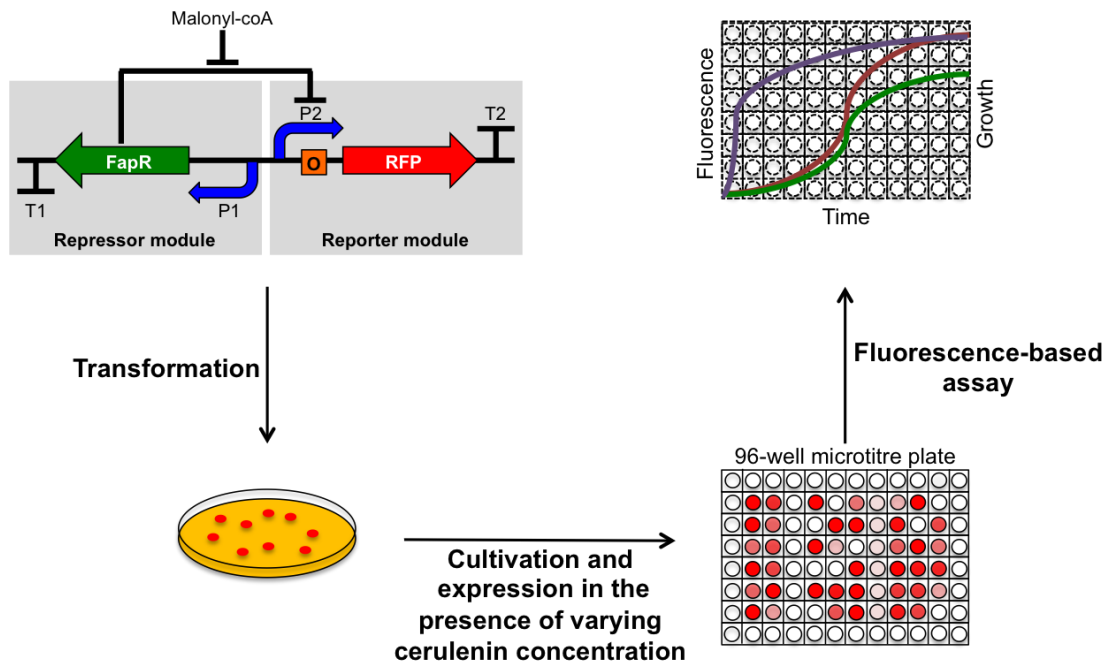 Malonyl-coA
P2
T2
FapR
O
RFP
T1
P1
Repressor module
Reporter module
Fluorescence
Growth
Time
Transformation
Fluorescence-based
assay
96-well microtitre plate
Cultivation and
expression in the
presence of varying
cerulenin concentration